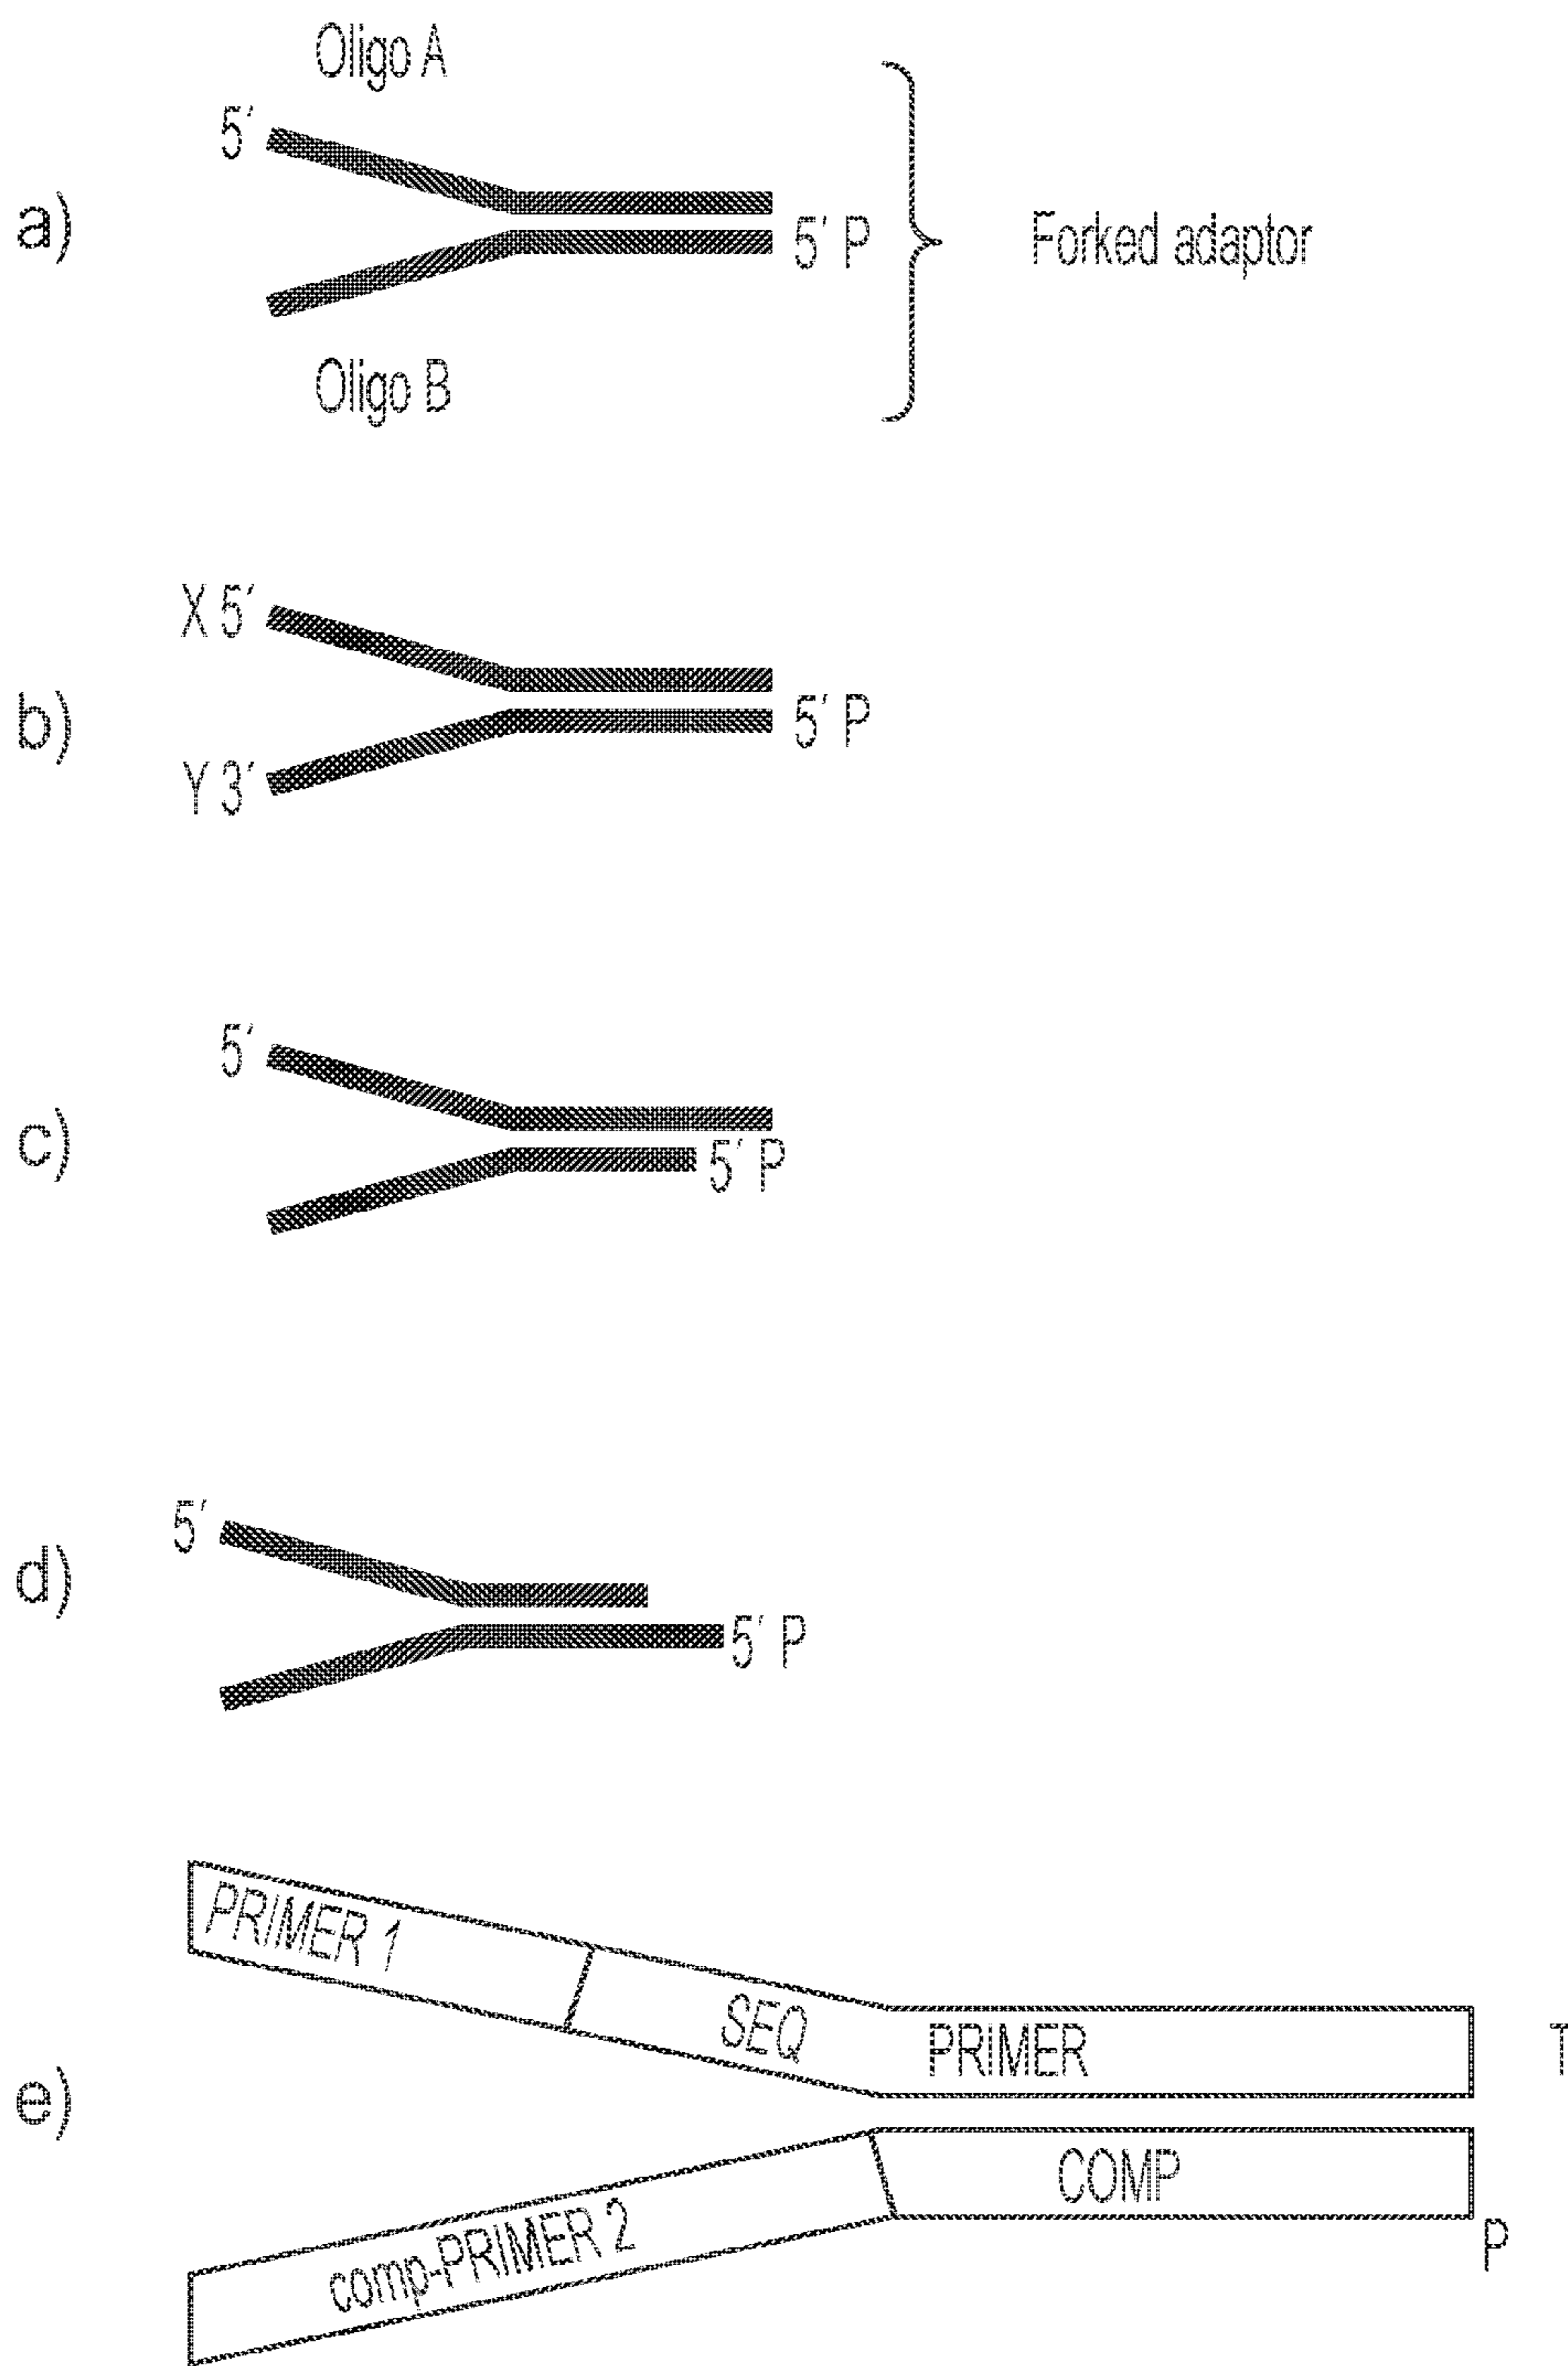 Oligo A
5′
a)
5′ P
Forked adaptor
Oligo B
X 5′
b)
5′ P
Y 3′
5′
c)
5′ P
5′
d)
5′ P
PRIMER 1
SEQ PRIMER
T
e)
COMP
comp-PRIMER 2
P